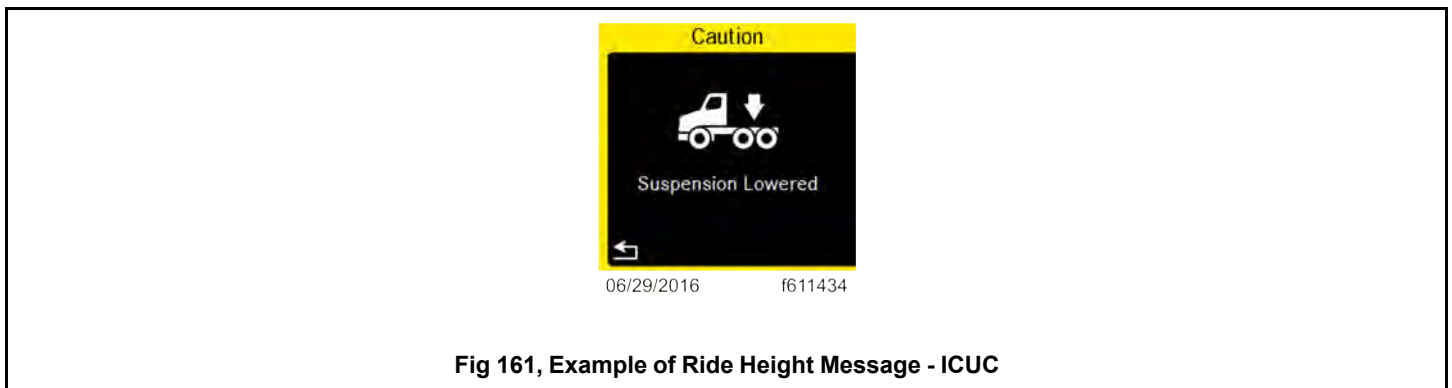 Caution
Suspension Lowered
06/29/2016 f611434
Fig 161, Example of Ride Height Message - ICUC